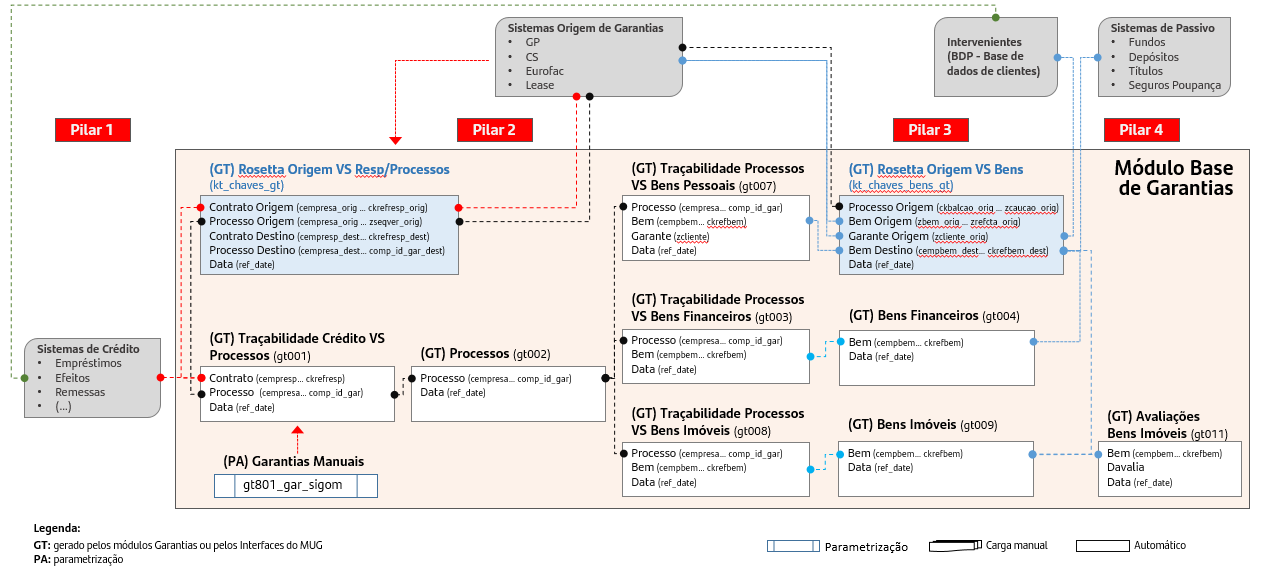 Sistemas Origem de Garantias
• GP
• CS
• Eurofac
• Lease
Intervenientes
(BDP - Base de
dados de clientes)
Sistemas de Passivo
• Fundos
• Depósitos
• Títulos
• Seguros Poupança
Pilar 1
Pilar 2
Pilar 3
Pilar 4
Módulo Base
de Garantias
(GT) Rosetta Origem VS Resp/Processos
(kt_chaves_gt)
Contrato Origem (cempresa_orig ... ckrefresp_orig)
Processo Origem (cempresa_orig ... zseqver_orig)
Contrato Destino (cempresp_dest... ckrefresp_dest)
Processo Destino (cempresa_dest... comp_id_gar_dest)
Data (ref_date)
(GT) Traçabilidade Processos
VS Bens Pessoais (gt007)
Processo (cempresa... comp_id_gar)
Bem (cempbem... ckrefbem)
Garante (zcliente)
Data (ref_date)
(GT) Rosetta Origem VS Bens
(kt_chaves_bens_gt)
Processo Origem (ckbalcao_orig ... zcaucao_orig)
Bem Origem (zbem_orig ... zrefcta_orig)
Garante Origem (zcliente_orig)
Bem Destino (cempbem_dest... ckrefbem_dest)
Data (ref_date)
Sistemas de Crédito
• Empréstimos
• Efeitos
• Remessas
• (...)
(GT) Traçabilidade Crédito VS
Processos (gt001)
Contrato (cempresp... ckrefresp)
Processo (cempresa... comp_id_gar)
Data (ref_date)
(GT) Processos (gt002)
Processo (cempresa... comp_id_gar)
Data (ref_date)
(GT) Traçabilidade Processos
VS Bens Financeiros (gt003)
Processo (cempresa... comp_id_gar)
Bem (cempbem... ckrefbem)
Data (ref_date)
(GT) Bens Financeiros (gt004)
Bem (cempbem... ckrefbem)
Data (ref_date)
(GT) Traçabilidade Processos
VS Bens Imóveis (gt008)
Processo (cempresa... comp_id_gar)
Bem (cempbem... ckrefbem)
Data (ref_date)
(GT) Bens Imóveis (gt009)
Bem (cempbem... ckrefbem)
Data (ref_date)
(GT) Avaliações
Bens Imóveis (gt011)
Bem (cempbem... ckrefbem)
Davalia
Data (ref_date)
(PA) Garantias Manuais
gt801_gar_sigom
Legenda:
GT: gerado pelos módulos Garantias ou pelos Interfaces do MUG
PA: parametrização
Parametrização
Carga manual
Automático